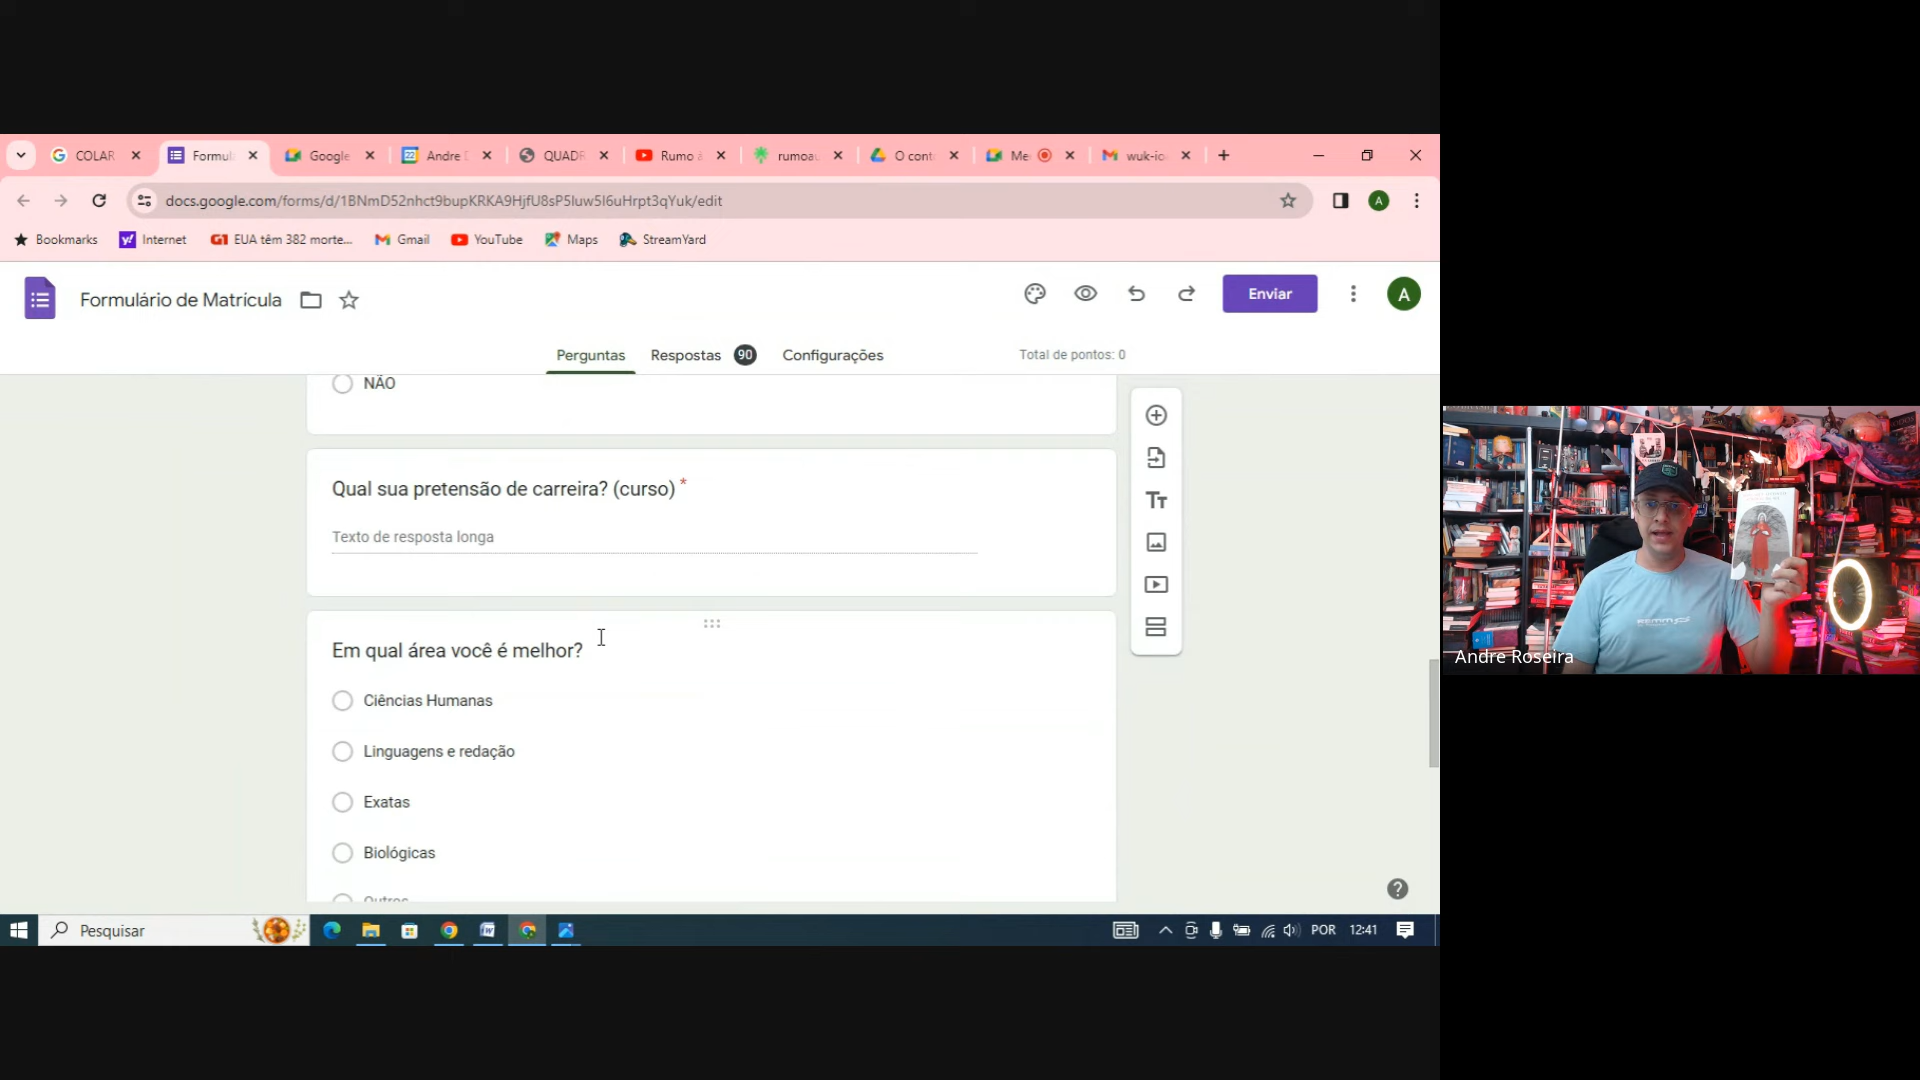 COLAR
Formul
Google
Andre
QUADR
Rumo
rumoa
O cont
Me
wuk-io
docs.google.com/forms/d/1BNmD52nhct9bupKRKA9HjfU8sP5luw5I6uHrpt3qYuk/edit
Bookmarks
Internet
EUA têm 382 morte...
Gmail
YouTube
Maps
StreamYard
Formulário de Matricula
Enviar
A
Perguntas
Respostas 90
Configurações
Total de pontos: 0
NÃO
Qual sua pretensão de carreira? (curso) *
Texto de resposta longa
Em qual área você é melhor?
Ciências Humanas
Linguagens e redação
Exatas
Biológicas
Outros
Andre Roseira
Pesquisar
POR
12:41